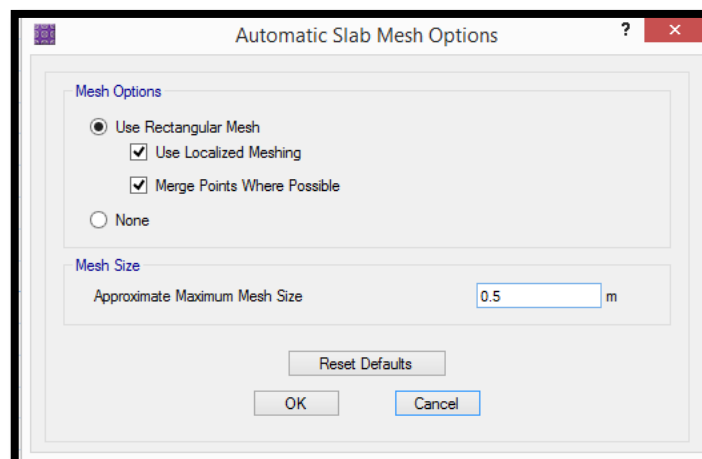 Automatic Slab Mesh Options
?
Mesh Options
Use Rectangular Mesh
Use Localized Meshing
Merge Points Where Possible
None
Mesh Size
Approximate Maximum Mesh Size 0.5 m
Reset Defaults
OK Cancel